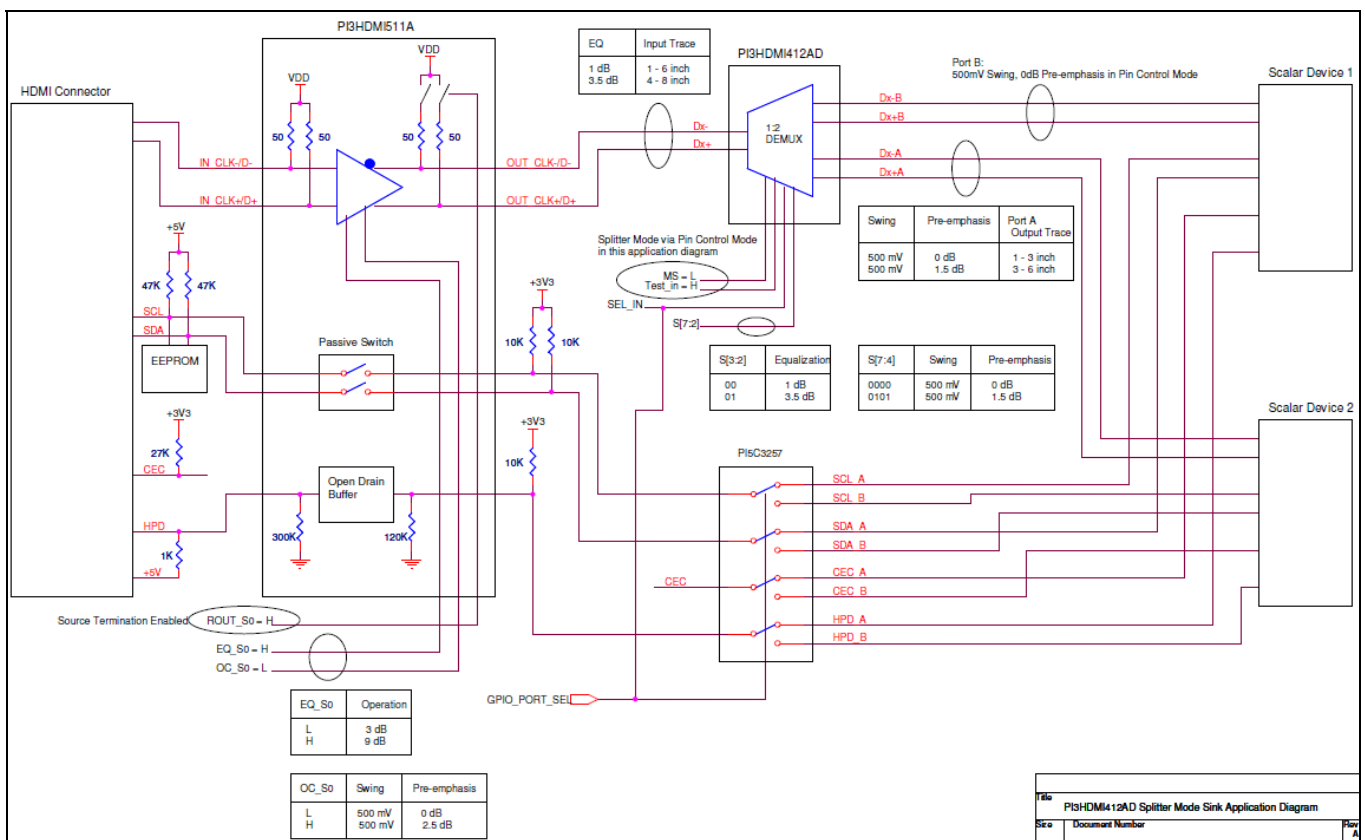 PI3HDMI511A
HDMI Connector
VDD
VDD
50
50
50
50
IN_CLK-/D-
IN_CLK+/D+
OUT_CLK-/D-
OUT_CLK+/D+
EQ Input Trace
1 dB 1 - 6 inch
3.5 dB 4 - 8 inch
PI3HDMI412AD
Dx-
Dx+
1:2
DEMUX
Port B:
500mV Swing, 0dB Pre-emphasis in Pin Control Mode
Scalar Device 1
Dx-B
Dx+B
Dx-A
Dx+A
Swing Pre-emphasis Port A
Output Trace
500 mV 0 dB 1 - 3 inch
500 mV 1.5 dB 3 - 6 inch
Splitter Mode via Pin Control Mode
in this application diagram
MS = L
Test_in = H
SEL_IN
S[7:2]
S[3:2] Equalization
00 1 dB
01 3.5 dB
S[7:4] Swing Pre-emphasis
0000 500 mV 0 dB
0101 500 mV 1.5 dB
+5V
47K
47K
SCL
SDA
EEPROM
Passive Switch
+3V3
10K
10K
+3V3
27K
CEC
HPD
1K
+5V
Open Drain
Buffer
300K
120K
+3V3
10K
Scalar Device 2
PI5C3257
SCL_A
SCL_B
SDA_A
SDA_B
CEC
CEC_A
CEC_B
HPD_A
HPD_B
Source Termination Enabled
ROUT_S0 = H
EQ_S0 = H
OC_S0 = L
GPIO_PORT_SEL
EQ_S0 Operation
L 3 dB
H 9 dB
OC_S0 Swing Pre-emphasis
L 500 mV 0 dB
H 500 mV 2.5 dB
Title
PI3HDMI412AD Splitter Mode Sink Application Diagram
Size Document Number Rev
A